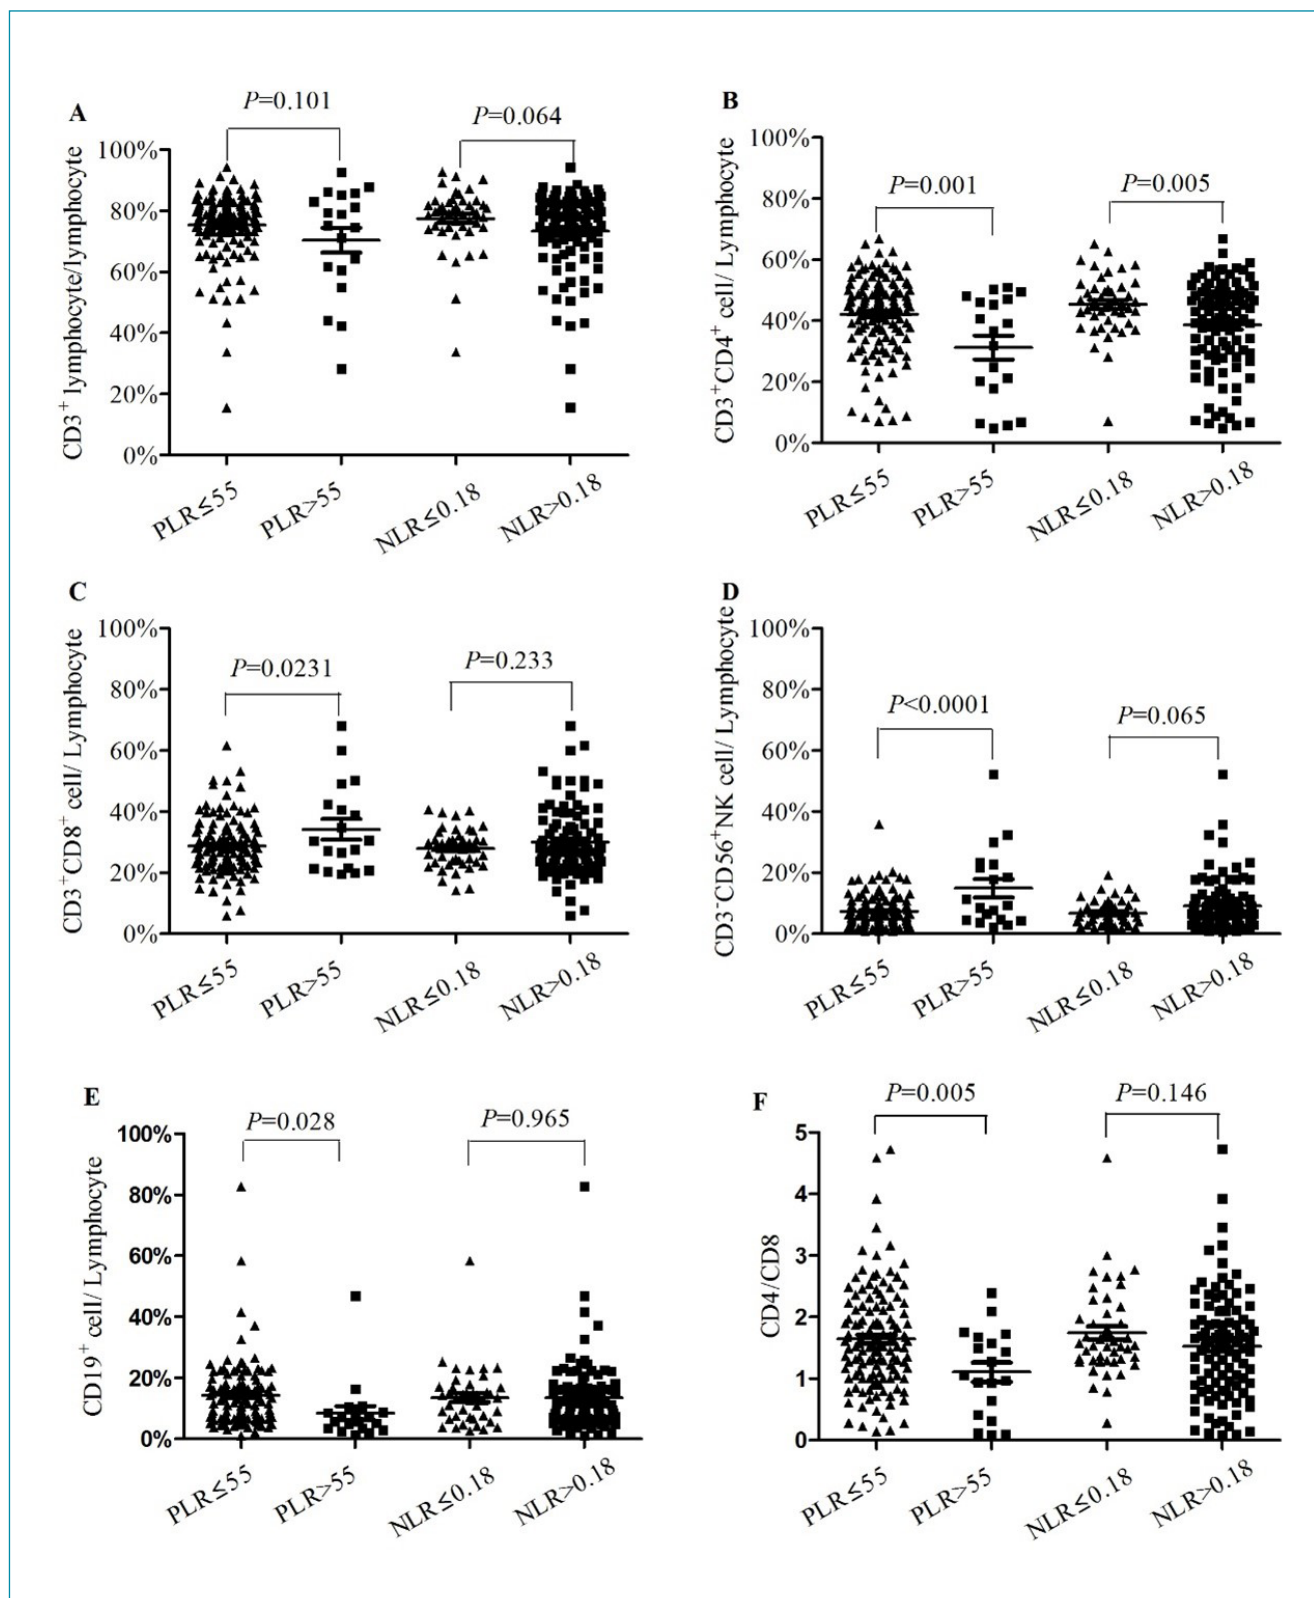 A
P=0.101
P=0.064
CD3⁺ lymphocyte/lymphocyte
100%
80%
60%
40%
20%
0%
PLR≤55
PLR>55
NLR≤0.18
NLR>0.18
B
P=0.001
P=0.005
CD3⁺CD4⁺ cell/ Lymphocyte
100%
80%
60%
40%
20%
0%
PLR≤55
PLR>55
NLR≤0.18
NLR>0.18
C
P=0.0231
P=0.233
CD3⁺CD8⁺ cell/ Lymphocyte
100%
80%
60%
40%
20%
0%
PLR≤55
PLR>55
NLR≤0.18
NLR>0.18
D
P<0.0001
P=0.065
CD3⁻CD56⁺NK cell/ Lymphocyte
100%
80%
60%
40%
20%
0%
PLR≤55
PLR>55
NLR≤0.18
NLR>0.18
E
P=0.028
P=0.965
CD19⁺ cell/ Lymphocyte
100%
80%
60%
40%
20%
0%
PLR≤55
PLR>55
NLR≤0.18
NLR>0.18
F
P=0.005
P=0.146
CD4/CD8
5
4
3
2
1
0
PLR≤55
PLR>55
NLR≤0.18
NLR>0.18